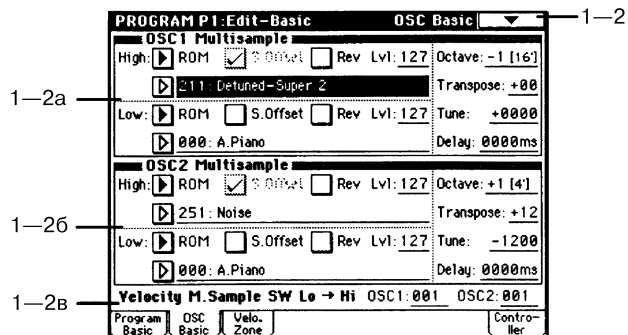 PROGRAM P1:Edit-Basic OSC Basic 1—2
OSC1 Multisample
High: ROM S.Offset Rev Lvl:127 Octave: -1 [16']
1—2a 211: Detuned-Super 2 Transpose: +00
Low: ROM S.Offset Rev Lvl:127 Tune: +0000
000: A.Piano Delay: 0000ms
OSC2 Multisample
High: ROM S.Offset Rev Lvl:127 Octave: +1 [4']
251: Noise Transpose: +12
1—2б
Low: ROM S.Offset Rev Lvl:127 Tune: -1200
000: A.Piano Delay: 0000ms
1—2в Velocity M.Sample SW Lo → Hi OSC1:001 OSC2:001
Program Basic OSC Basic Velo. Zone Contro- ller